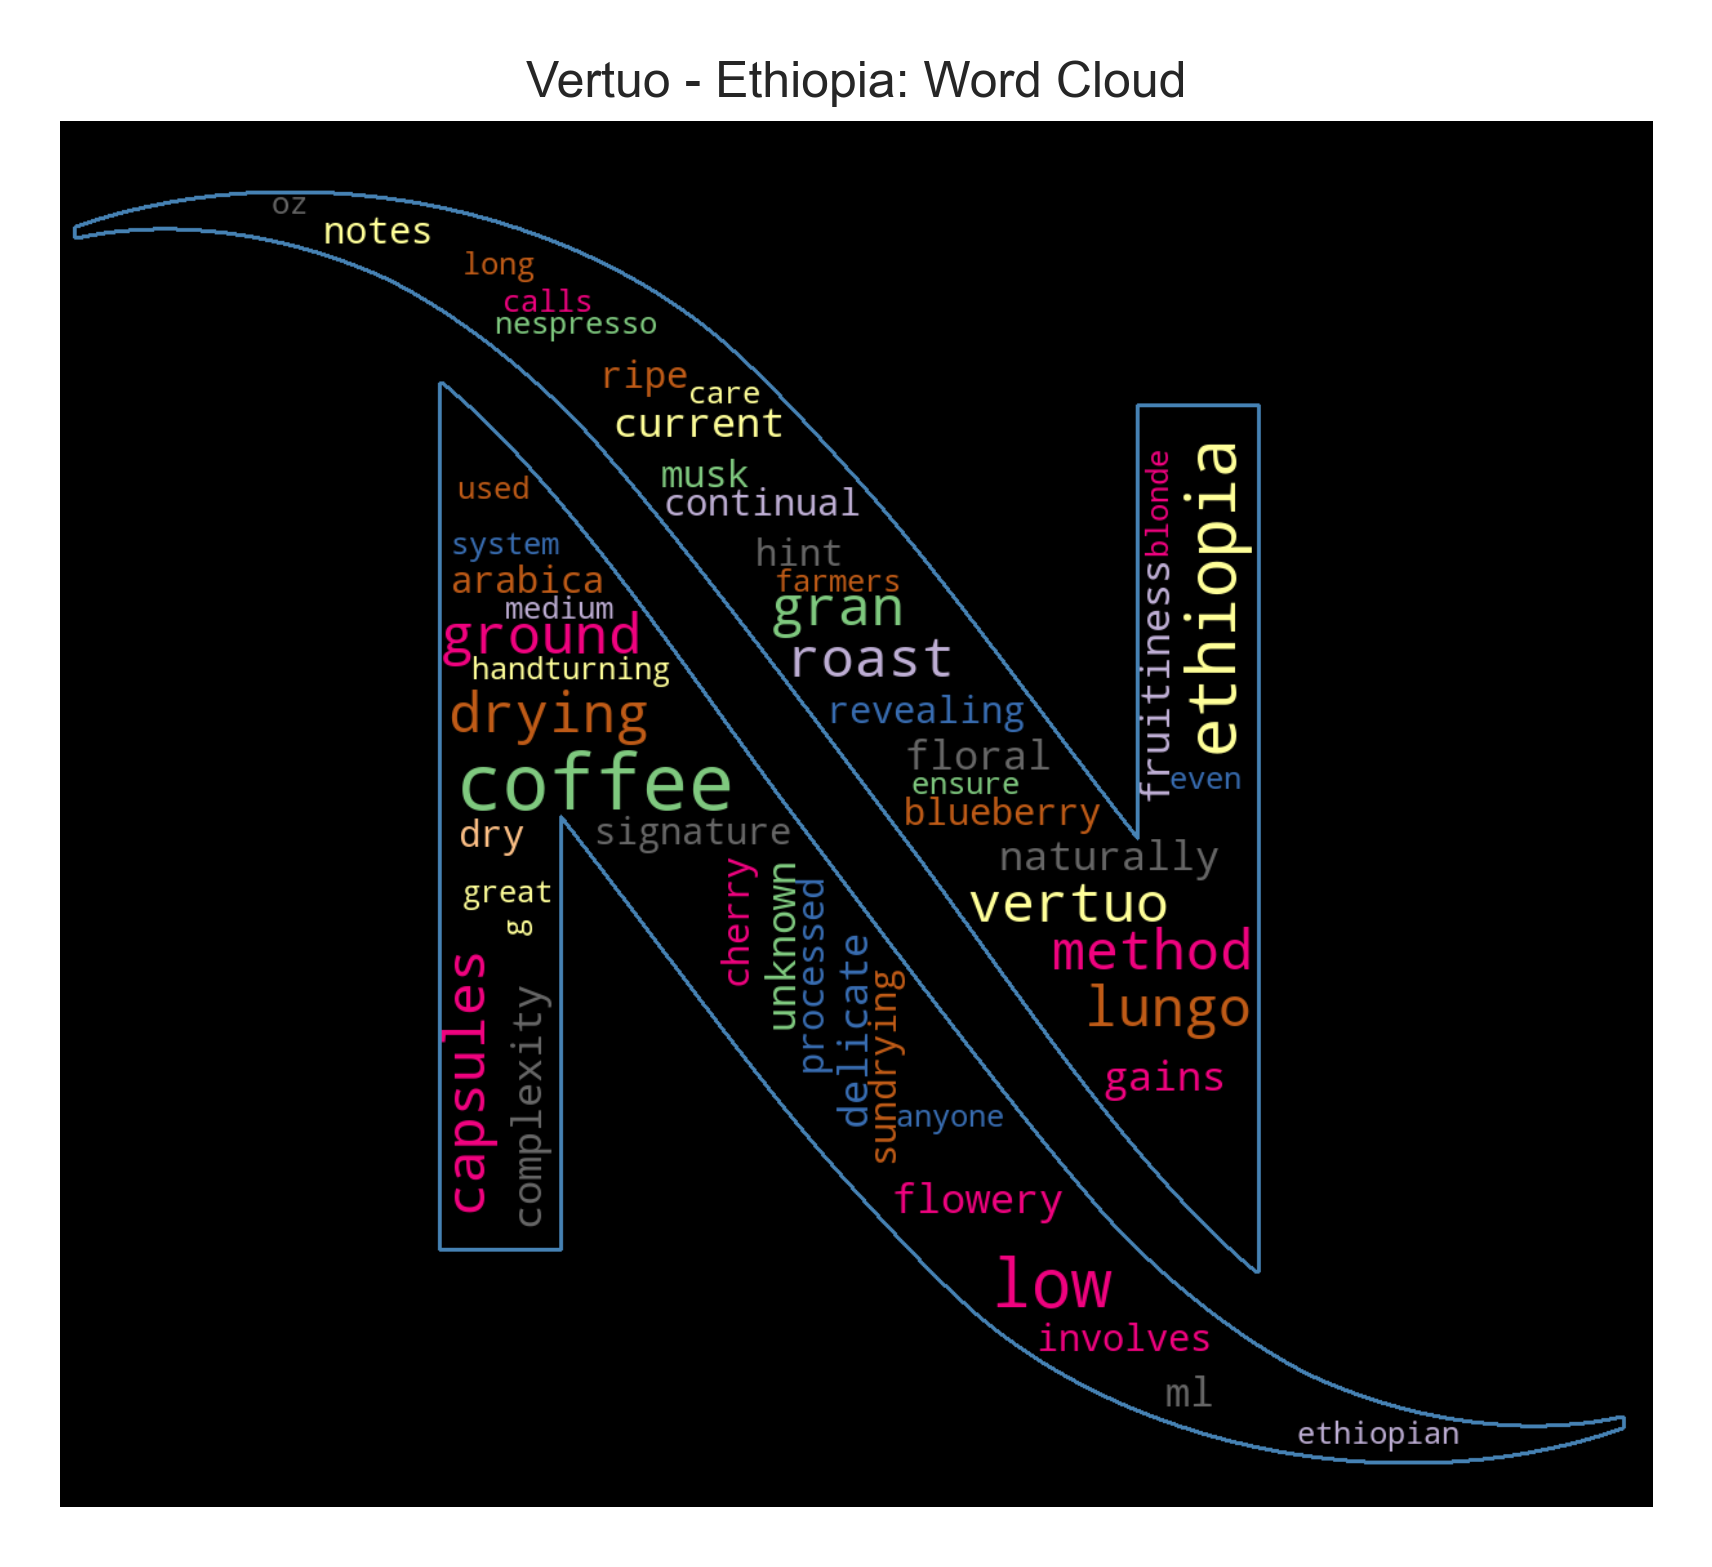 Vertuo - Ethiopia: Word Cloud
oz
notes
long
calls
nespresso
ripe
care
current
musk
continual
hint
farmers
gran
roast
revealing
floral
ensure
blueberry
naturally
vertuo
method
lungo
gains
blonde
fruitiness
ethiopia
even
used
system
arabica
medium
ground
handturning
drying
coffee
dry
signature
great
g
capsules
complexity
cherry
unknown
processed
delicate
sundrying
anyone
flowery
low
involves
ml
ethiopian